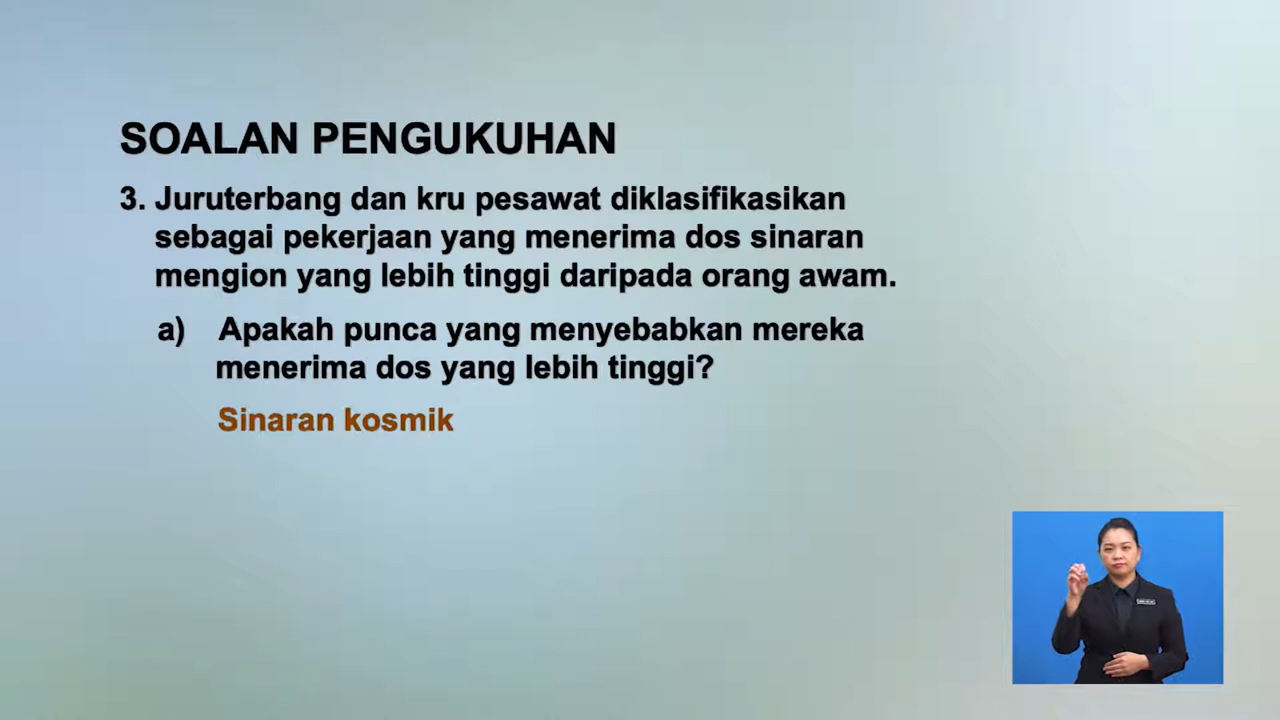 SOALAN PENGUKUHAN
3. Juruterbang dan kru pesawat diklasifikasikan
sebagai pekerjaan yang menerima dos sinaran
mengion yang lebih tinggi daripada orang awam.
a) Apakah punca yang menyebabkan mereka
menerima dos yang lebih tinggi?
Sinaran kosmik